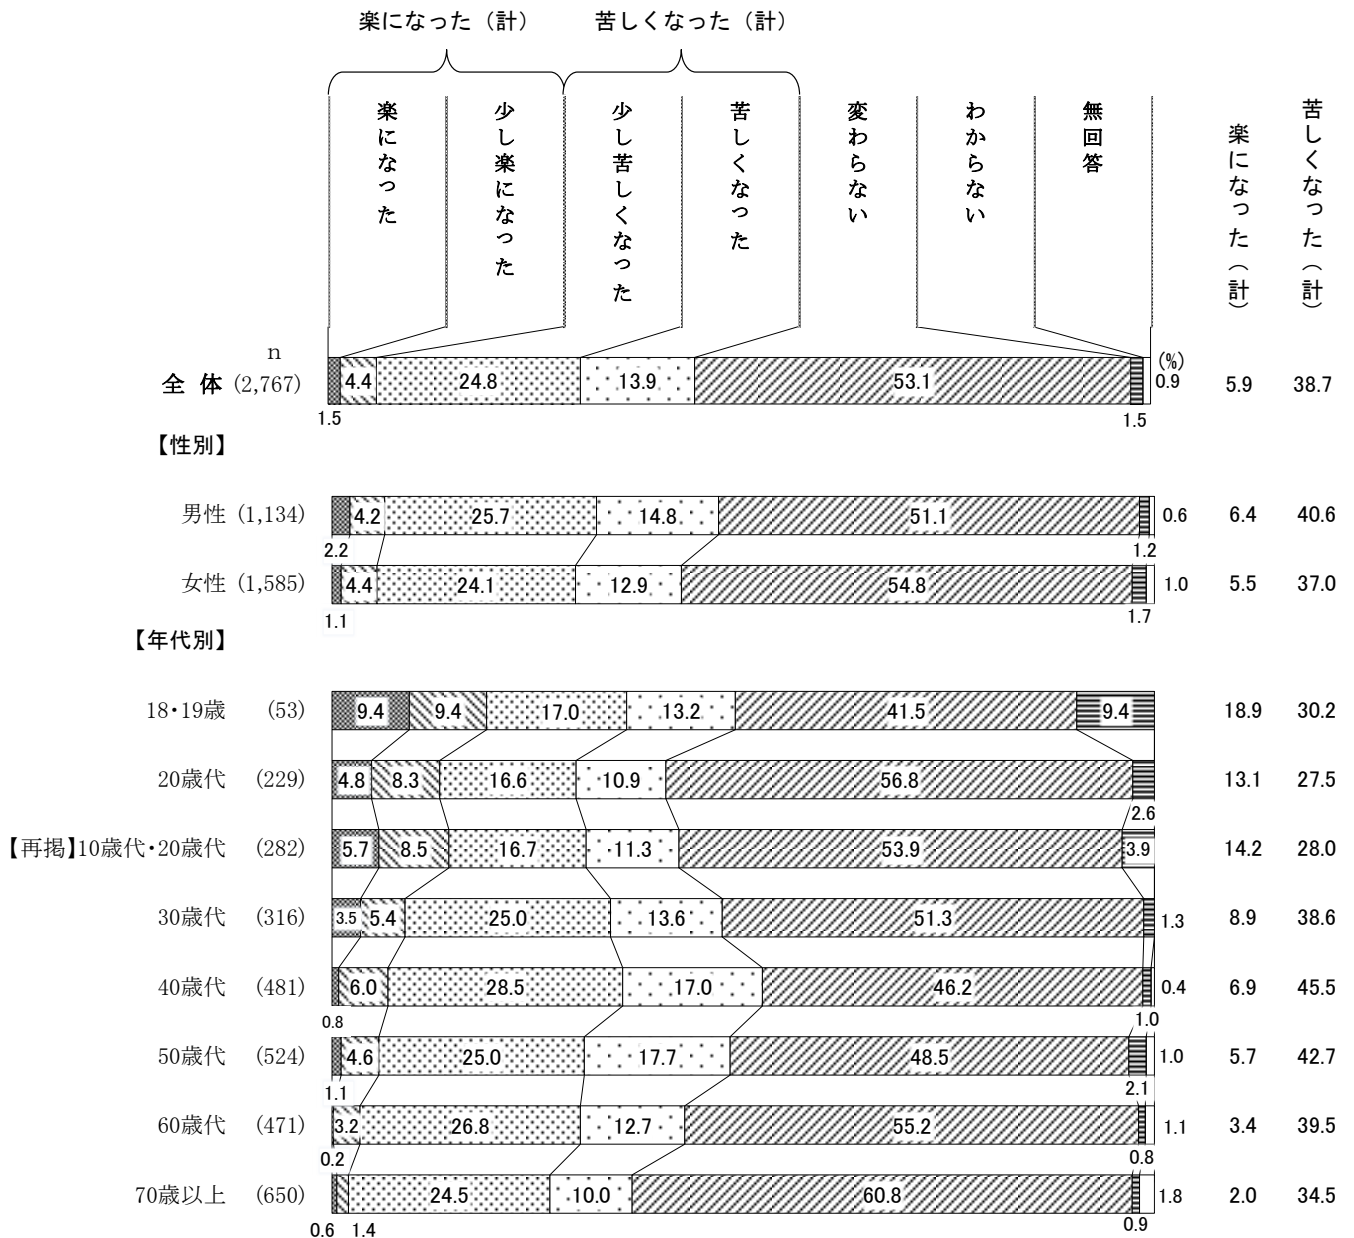 楽になった（計）
苦しくなった（計）
楽になった
少し楽になった
少し苦しくなった
苦しくなった
変わらない
わからない
無回答
楽になった（計）
苦しくなった（計）
n
(%)
全 体 (2,767) 4.4 24.8 13.9 53.1 0.9 5.9 38.7
1.5 1.5
【性別】
男性 (1,134) 4.2 25.7 14.8 51.1 0.6 6.4 40.6
2.2 1.2
女性 (1,585) 4.4 24.1 12.9 54.8 1.0 5.5 37.0
1.1 1.7
【年代別】
18・19歳 (53) 9.4 9.4 17.0 13.2 41.5 9.4 18.9 30.2
20歳代 (229) 4.8 8.3 16.6 10.9 56.8 13.1 27.5
2.6
【再掲】10歳代・20歳代 (282) 5.7 8.5 16.7 11.3 53.9 3.9 14.2 28.0
30歳代 (316) 3.5 5.4 25.0 13.6 51.3 1.3 8.9 38.6
40歳代 (481) 6.0 28.5 17.0 46.2 0.4 6.9 45.5
0.8 1.0
50歳代 (524) 4.6 25.0 17.7 48.5 1.0 5.7 42.7
1.1 2.1
60歳代 (471) 3.2 26.8 12.7 55.2 1.1 3.4 39.5
0.2 0.8
70歳以上 (650) 24.5 10.0 60.8 1.8 2.0 34.5
0.6 1.4 0.9